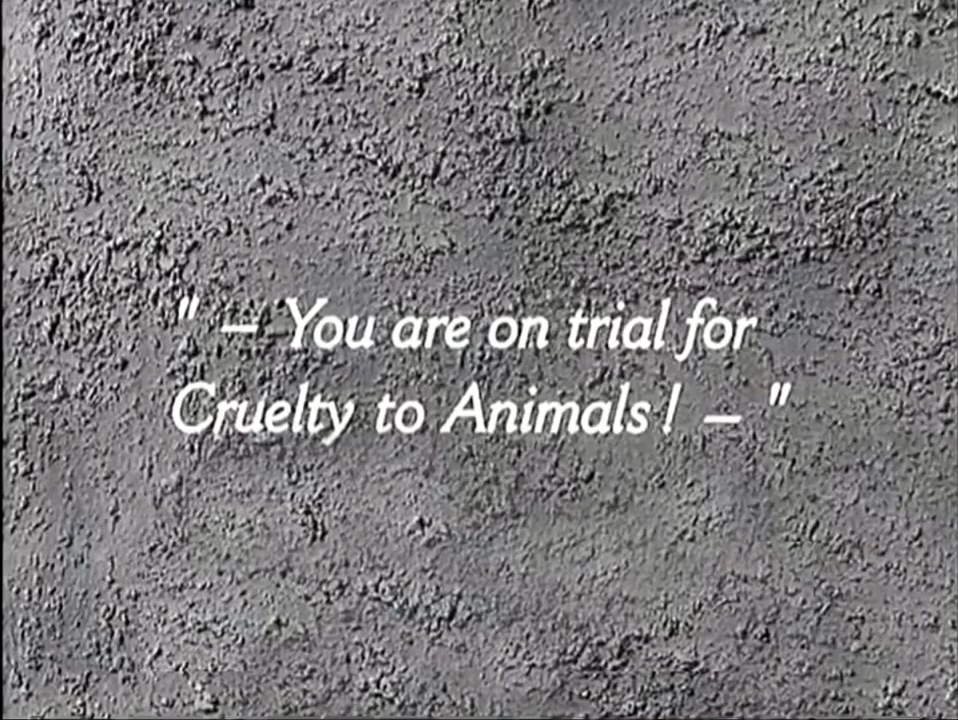 " – You are on trial for
Cruelty to Animals! – "